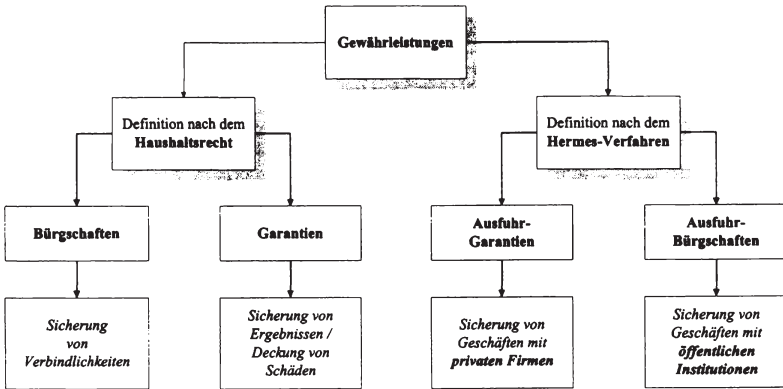 Gewährleistungen
Definition nach dem
Haushaltsrecht
Definition nach dem
Hermes-Verfahren
Bürgschaften
Garantien
Ausfuhr-
Garantien
Ausfuhr-
Bürgschaften
Sicherung
von
Verbindlichkeiten
Sicherung von
Ergebnissen /
Deckung von
Schäden
Sicherung von
Geschäften mit
privaten Firmen
Sicherung von
Geschäften mit
öffentlichen
Institutionen